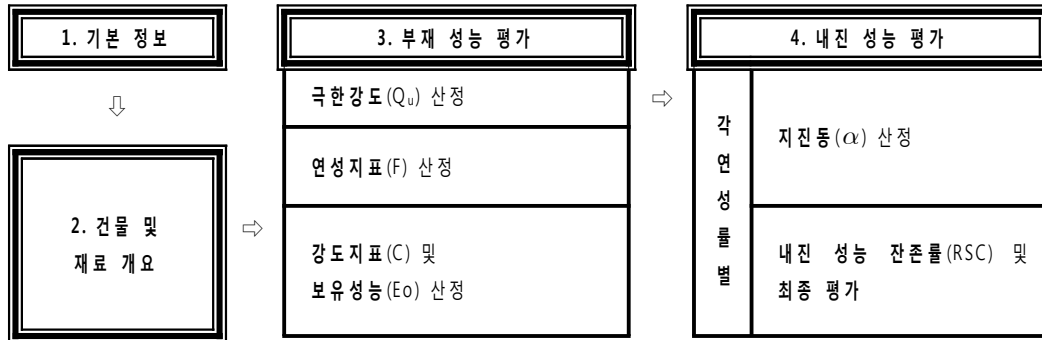 1. 기본 정보
⇩
2. 건물 및
재료 개요
⇨
3. 부재 성능 평가
극한강도(Qu) 산정
연성지표(F) 산정
강도지표(C) 및
보유성능(Eo) 산정
⇨
4. 내진 성능 평가
각
연
성
률
별
지진동(α) 산정
내진 성능 잔존률(RSC) 및
최종 평가